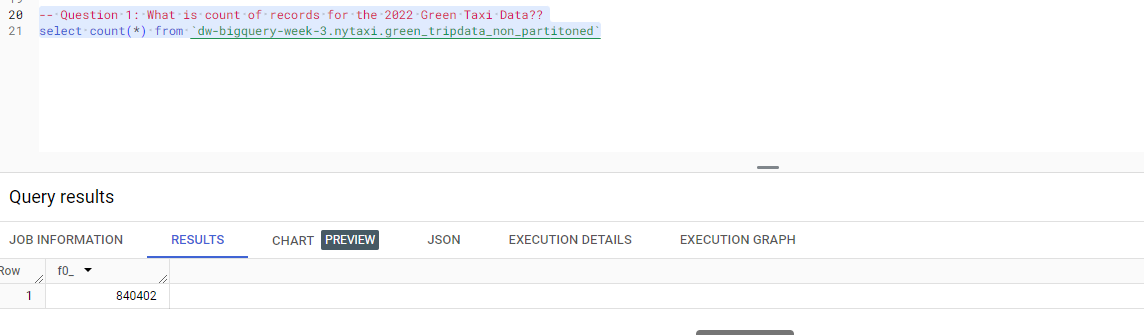 20 -- Question 1: What is count of records for the 2022 Green Taxi Data??
21 select count(*) from `dw-bigquery-week-3.nytaxi.green_tripdata_non_partitoned`
Query results
JOB INFORMATION RESULTS CHART PREVIEW JSON EXECUTION DETAILS EXECUTION GRAPH
Row f0_
1 840402